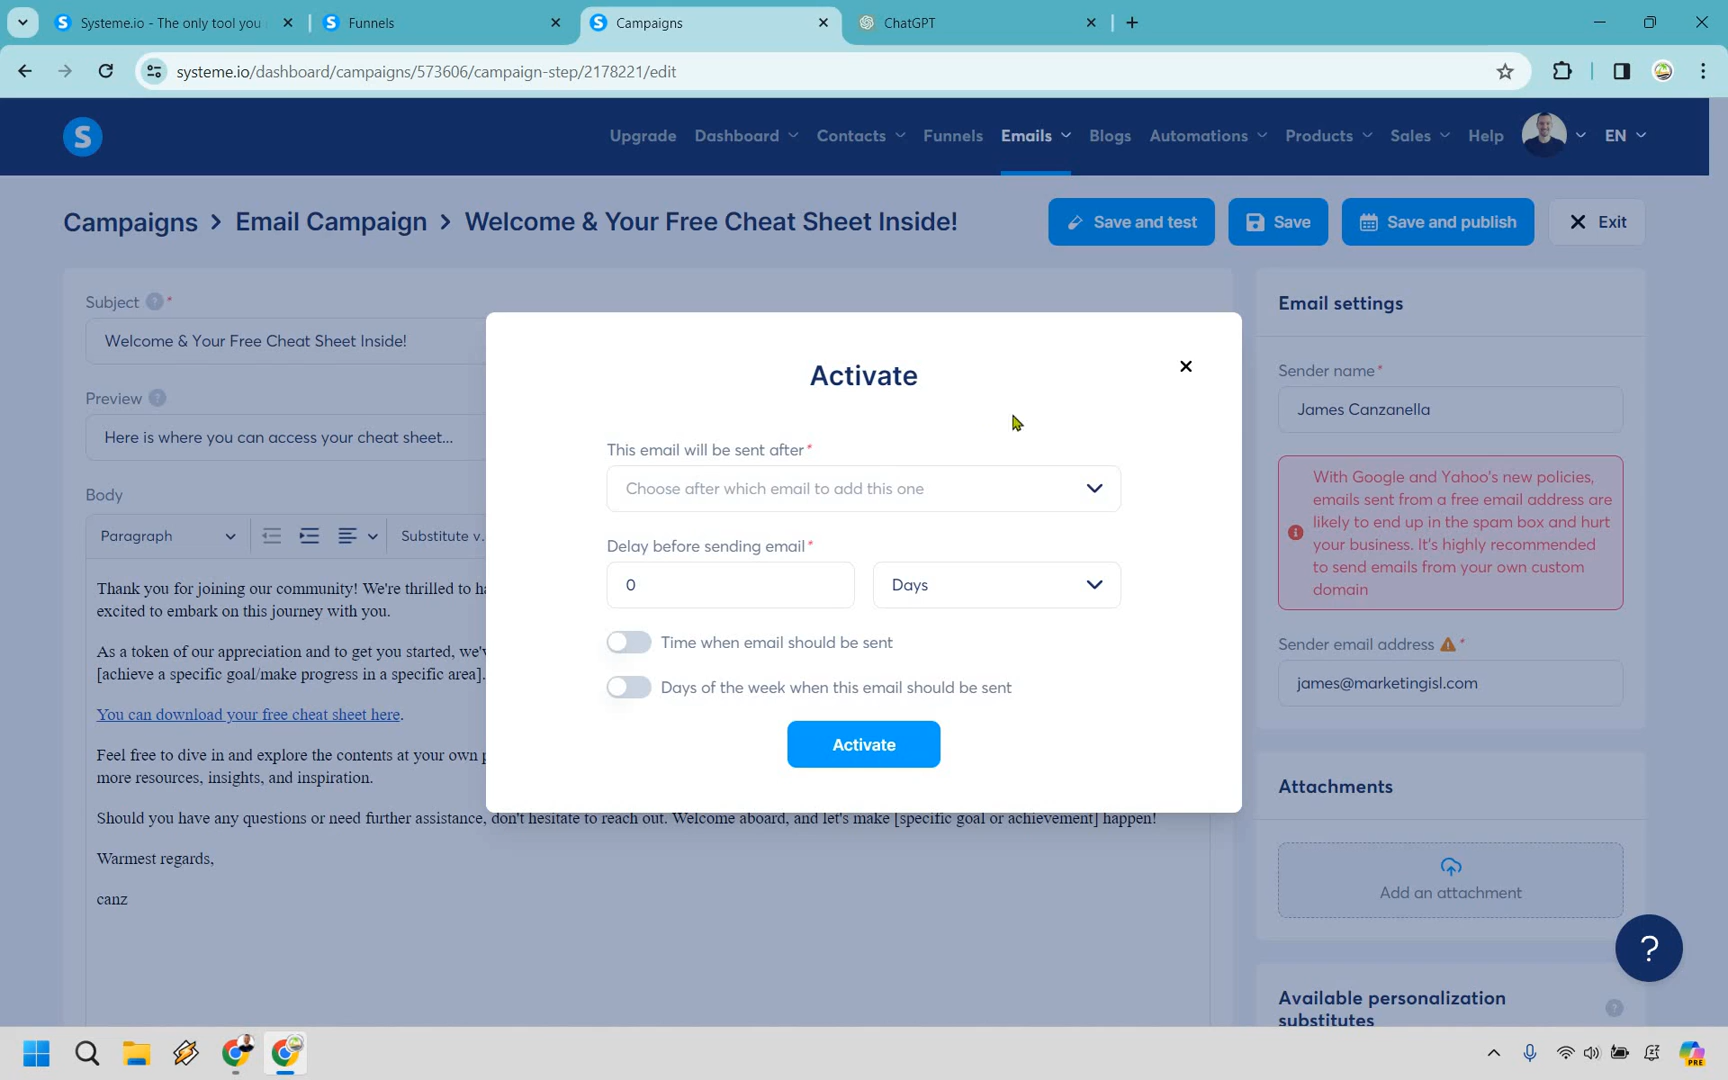 Systeme.io - The only tool you
Funnels
Campaigns
ChatGPT
systeme.io/dashboard/campaigns/573606/campaign-step/2178221/edit
S
Upgrade
Dashboard
Contacts
Funnels
Emails
Blogs
Automations
Products
Sales
Help
EN
Campaigns > Email Campaign > Welcome & Your Free Cheat Sheet Inside!
Save and test
Save
Save and publish
Exit
Subject ? *
Welcome & Your Free Cheat Sheet Inside!
Preview ?
Here is where you can access your cheat sheet...
Body
Paragraph
Substitute v...
Thank you for joining our community! We're thrilled to
excited to embark on this journey with you.
As a token of our appreciation and to get you started,
[achieve a specific goal/make progress in a specific area].
You can download your free cheat sheet here.
Feel free to dive in and explore the contents at your own
more resources, insights, and inspiration.
Should you have any questions or need further assistance, don't hesitate to reach out. Welcome aboard, and let's make [specific goal or achievement] happen!
Warmest regards,
canz
Activate
This email will be sent after *
Choose after which email to add this one
Delay before sending email *
0
Days
Time when email should be sent
Days of the week when this email should be sent
Activate
Email settings
Sender name *
James Canzanella
With Google and Yahoo's new policies,
emails sent from a free email address are
likely to end up in the spam box and hurt
your business. It's highly recommended
to send emails from your own custom
domain
Sender email address *
james@marketingisl.com
Attachments
Add an attachment
Available personalization
substitutes
?
?
PRE